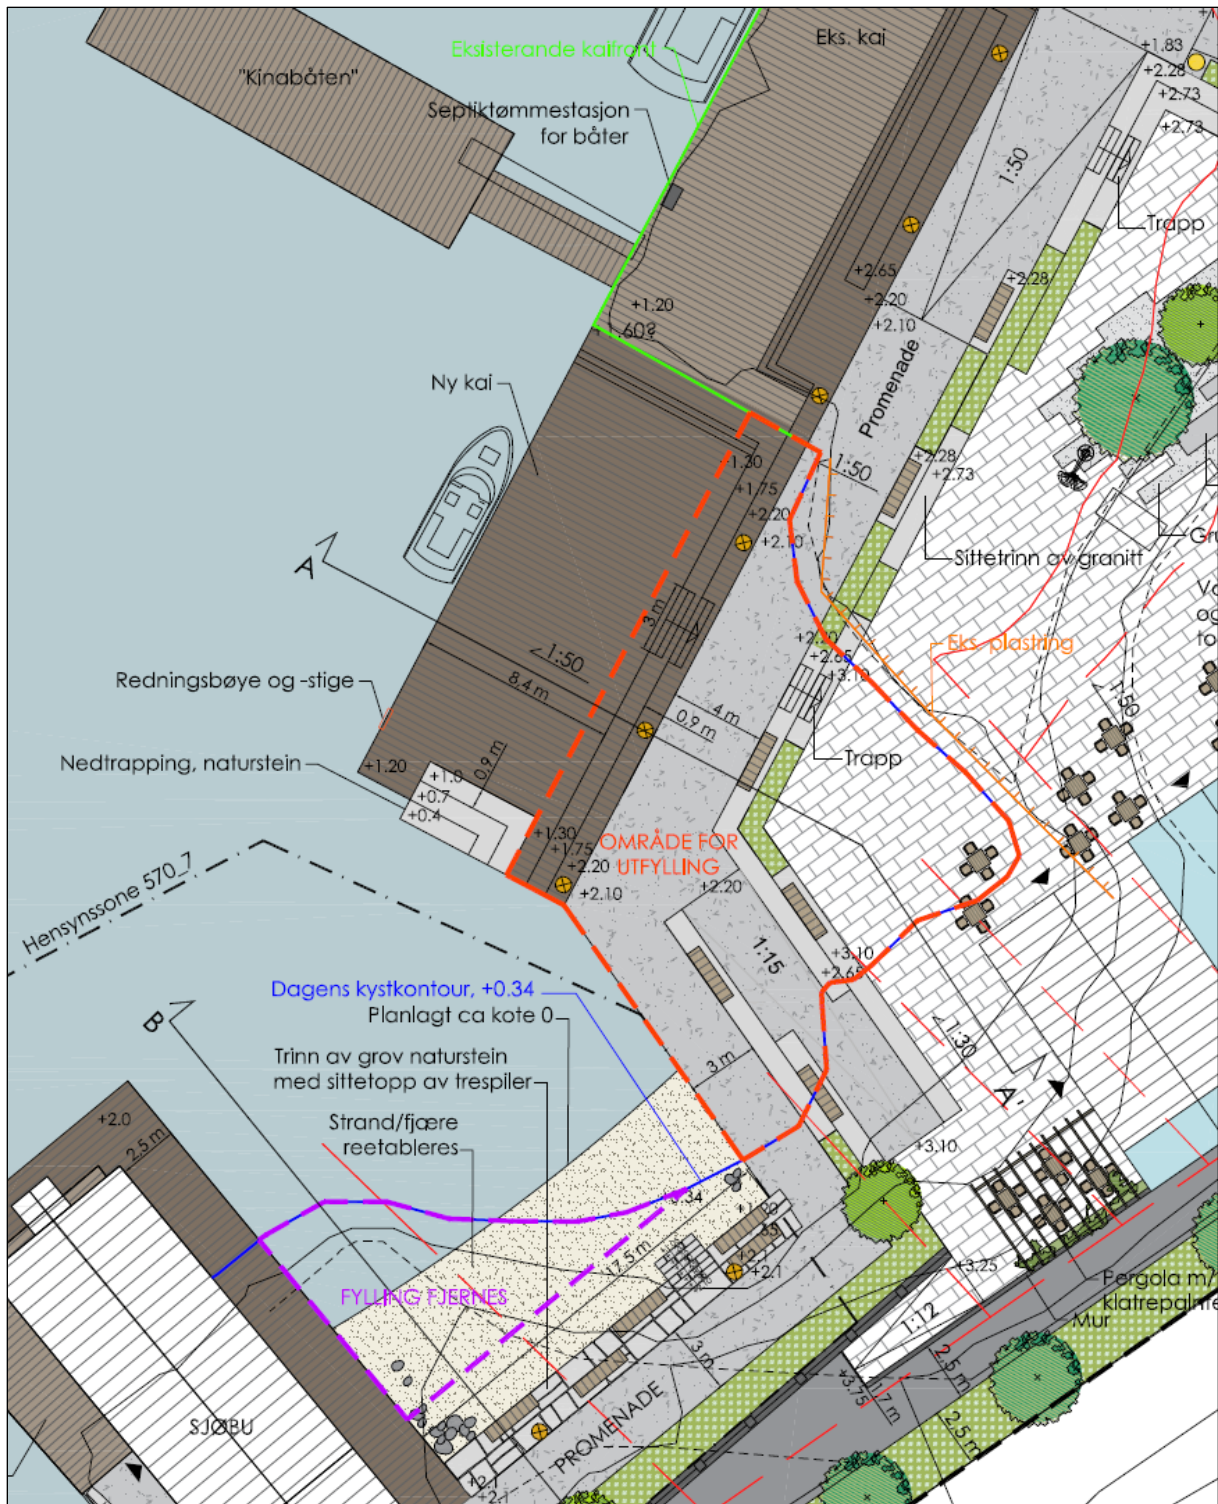 Eksisterande kaifront
Eks. kai
+1.83
+2.28
+2.73
+2.73
"Kinabåten"
Septiktømmestasjon
for båter
1:50
Trapp
+2.65
+2.20
+2.10
+2.28
+1.20
1.60?
Promenade
Ny kai
+1.30
+1.75
+2.20
+2.10
1:50
+2.28
+2.73
Sittetrinn av granitt
Gru
A
3 m
1:50
8,4 m
+2.20
+2.65
+3.10
Eks. plastring
1:50
Redningsbøye og -stige
4 m
0.9 m
Trapp
Nedtrapping, naturstein
+1.20
+1.0
+0.7
+0.4
0.9 m
+1.30
+1.75
+2.20
+2.10
OMRÅDE FOR
UTFYLLING
+2.20
Hensynssone 570_7
1:15
+3.10
+2.65
Dagens kystkontour, +0.34
Planlagt ca kote 0
B
Trinn av grov naturstein
med sittetopp av trespiler
3 m
1:30
A'
+2.0
2.5 m
Strand/fjære
reetableres
+3.10
17.5 m
+2.1
FYLLING FJERNES
+3.25
Pergola m/
klatreplante
Mur
1:12
3 m
2.5 m
+3.75
7 m
2.5 m
SJØBU
PROMENADE
+2.1
+2.1